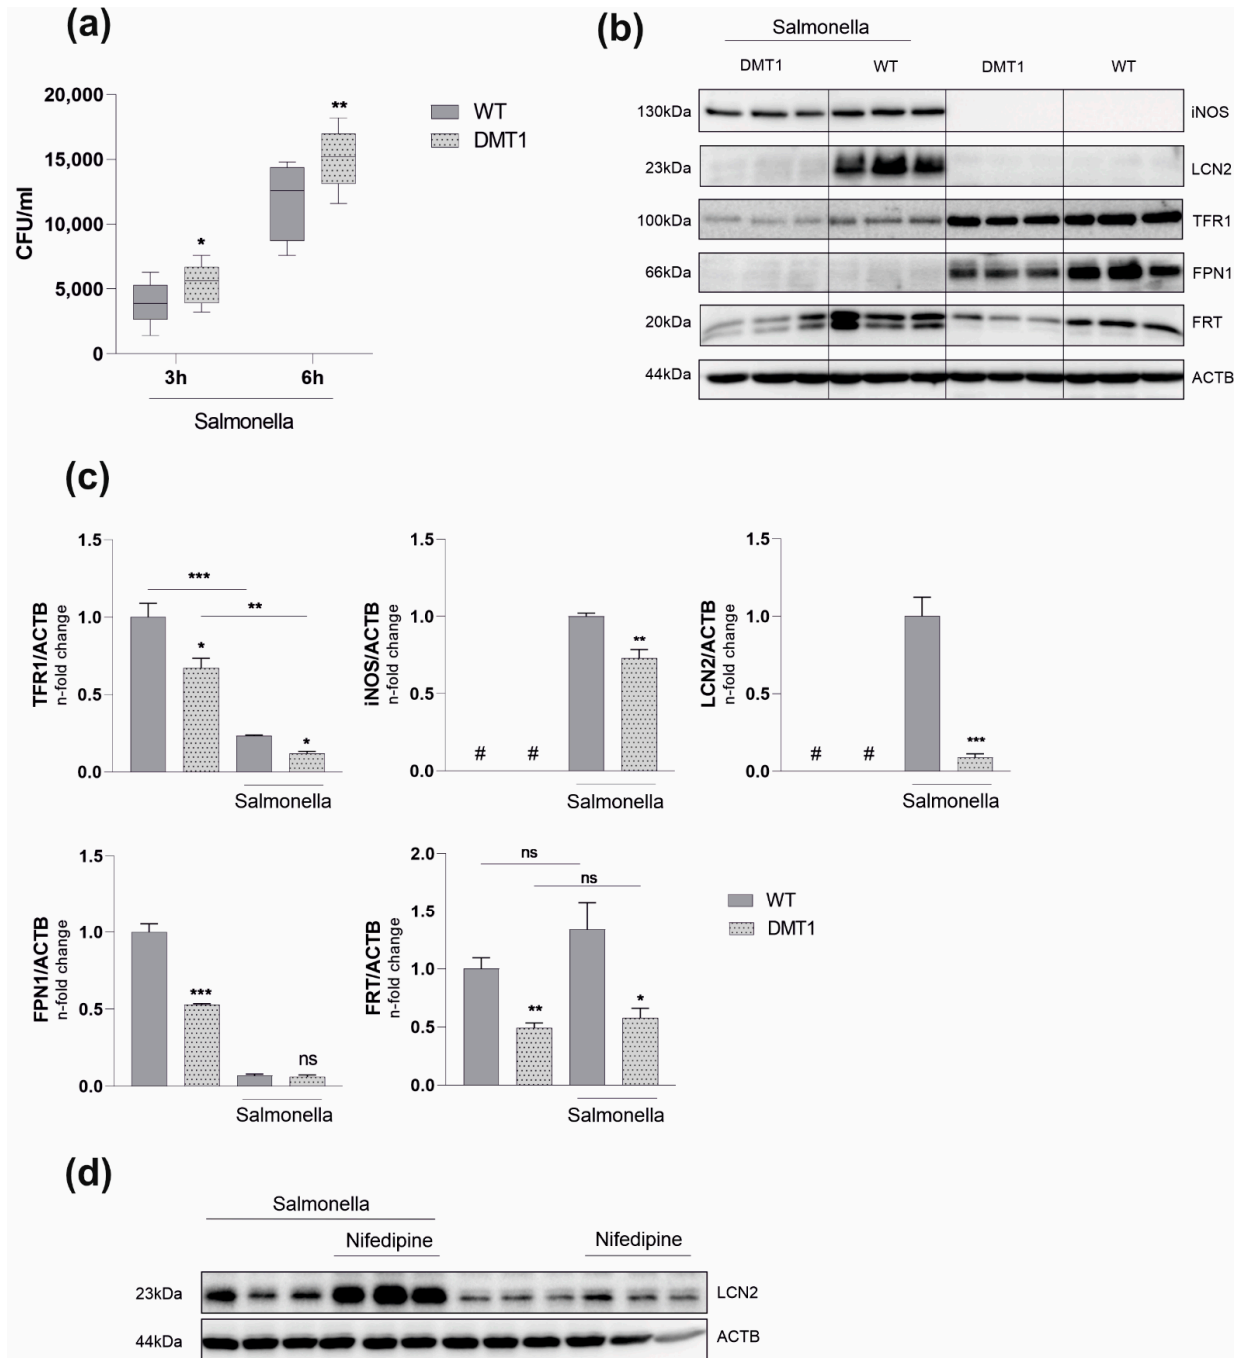 (a)
20,000
15,000
10,000
5,000
0
CFU/ml
*
**
3h
6h
Salmonella
WT
DMT1
(b)
Salmonella
DMT1 WT DMT1 WT
130kDa iNOS
23kDa LCN2
100kDa TFR1
66kDa FPN1
20kDa FRT
44kDa ACTB
(c)
TFR1/ACTB
n-fold change
1.5
1.0
0.5
0.0
***
**
*
*
Salmonella
iNOS/ACTB
n-fold change
1.5
1.0
0.5
0.0
# #
**
Salmonella
LCN2/ACTB
n-fold change
1.5
1.0
0.5
0.0
# #
***
Salmonella
FPN1/ACTB
n-fold change
1.5
1.0
0.5
0.0
***
ns
Salmonella
FRT/ACTB
n-fold change
2.0
1.5
1.0
0.5
0.0
ns
ns
**
*
Salmonella
WT
DMT1
(d)
Salmonella
Nifedipine Nifedipine
23kDa LCN2
44kDa ACTB